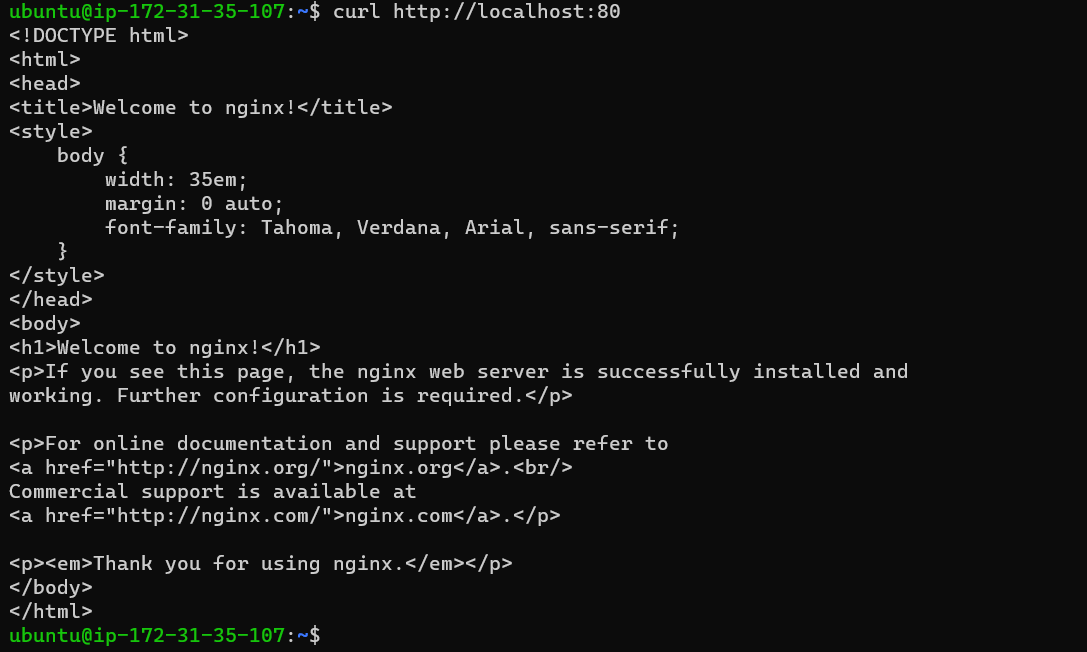 ubuntu@ip-172-31-35-107:~$ curl http://localhost:80
<!DOCTYPE html>
<html>
<head>
<title>Welcome to nginx!</title>
<style>
    body {
        width: 35em;
        margin: 0 auto;
        font-family: Tahoma, Verdana, Arial, sans-serif;
    }
</style>
</head>
<body>
<h1>Welcome to nginx!</h1>
<p>If you see this page, the nginx web server is successfully installed and
working. Further configuration is required.</p>

<p>For online documentation and support please refer to
<a href="http://nginx.org/">nginx.org</a>.<br/>
Commercial support is available at
<a href="http://nginx.com/">nginx.com</a>.</p>

<p><em>Thank you for using nginx.</em></p>
</body>
</html>
ubuntu@ip-172-31-35-107:~$